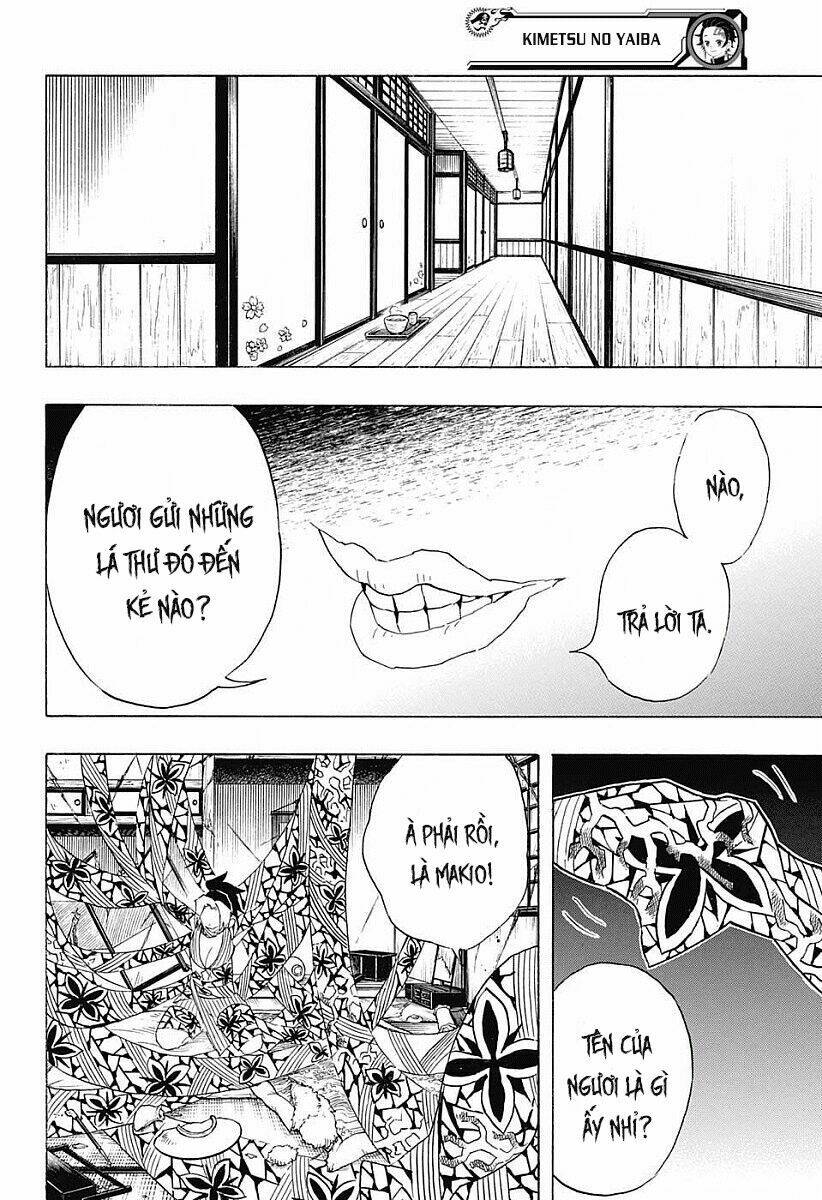 KIMETSU NO YAIBA
NÀO,
TRẢ LỜI TA.
NGƯƠI GỬI NHỮNG
LÁ THƯ ĐÓ ĐẾN
KẺ NÀO?
TÊN CỦA
NGƯƠI LÀ GÌ
ẤY NHỈ?
À PHẢI RỒI,
LÀ MAKIO!